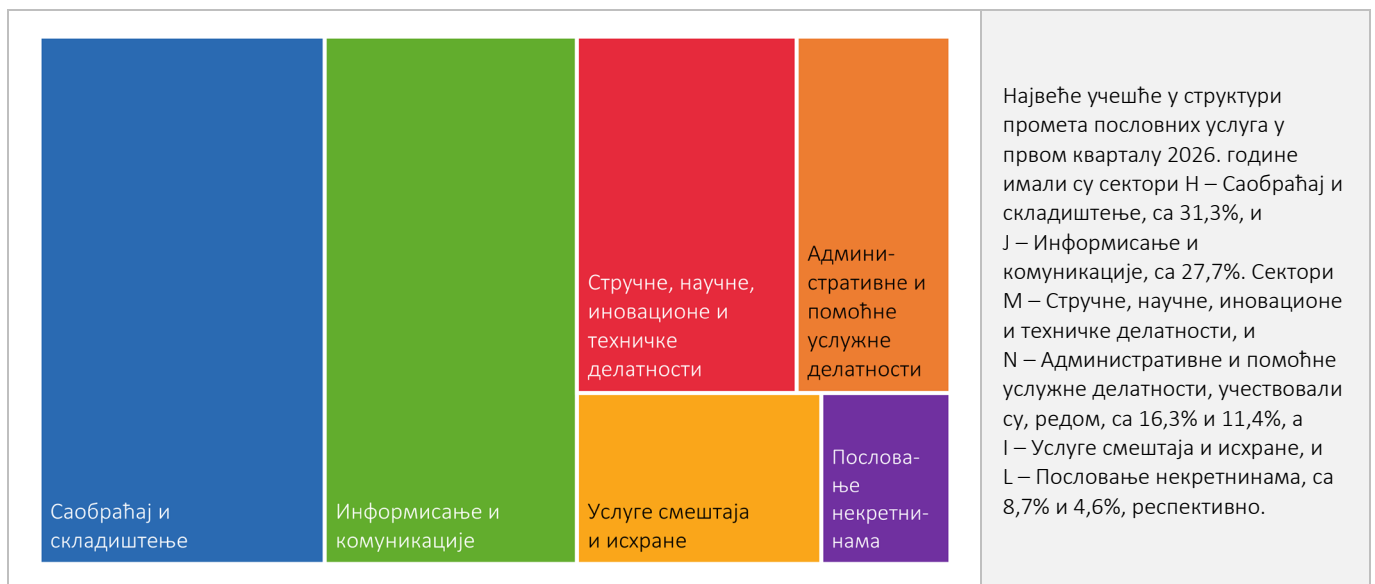 Саобраћај и
складиштење
Информисање и
комуникације
Стручне, научне,
иновационе и
техничке
делатности
Админи-
стративне и
помоћне
услужне
делатности
Услуге смештаја
и исхране
Послова-
ње
некретни-
нама
Највеће учешће у структури
промета пословних услуга у
првом кварталу 2026. године
имали су сектори H – Саобраћај и
складиштење, са 31,3%, и
J – Информисање и
комуникације, са 27,7%. Сектори
M – Стручне, научне, иновационе
и техничке делатности, и
N – Административне и помоћне
услужне делатности, учествовали
су, редом, са 16,3% и 11,4%, а
I – Услуге смештаја и исхране, и
L – Пословање некретнинама, са
8,7% и 4,6%, респективно.